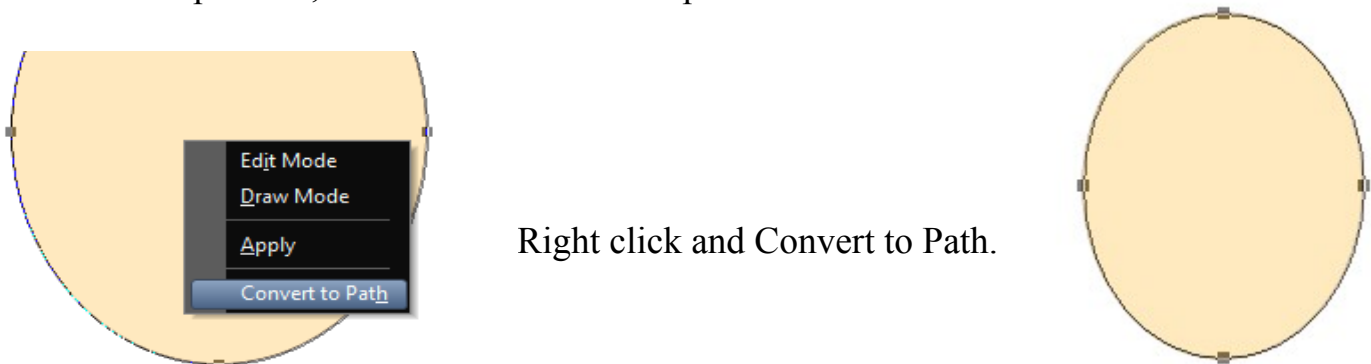 Edit Mode
Draw Mode
Apply
Convert to Path
Right click and Convert to Path.